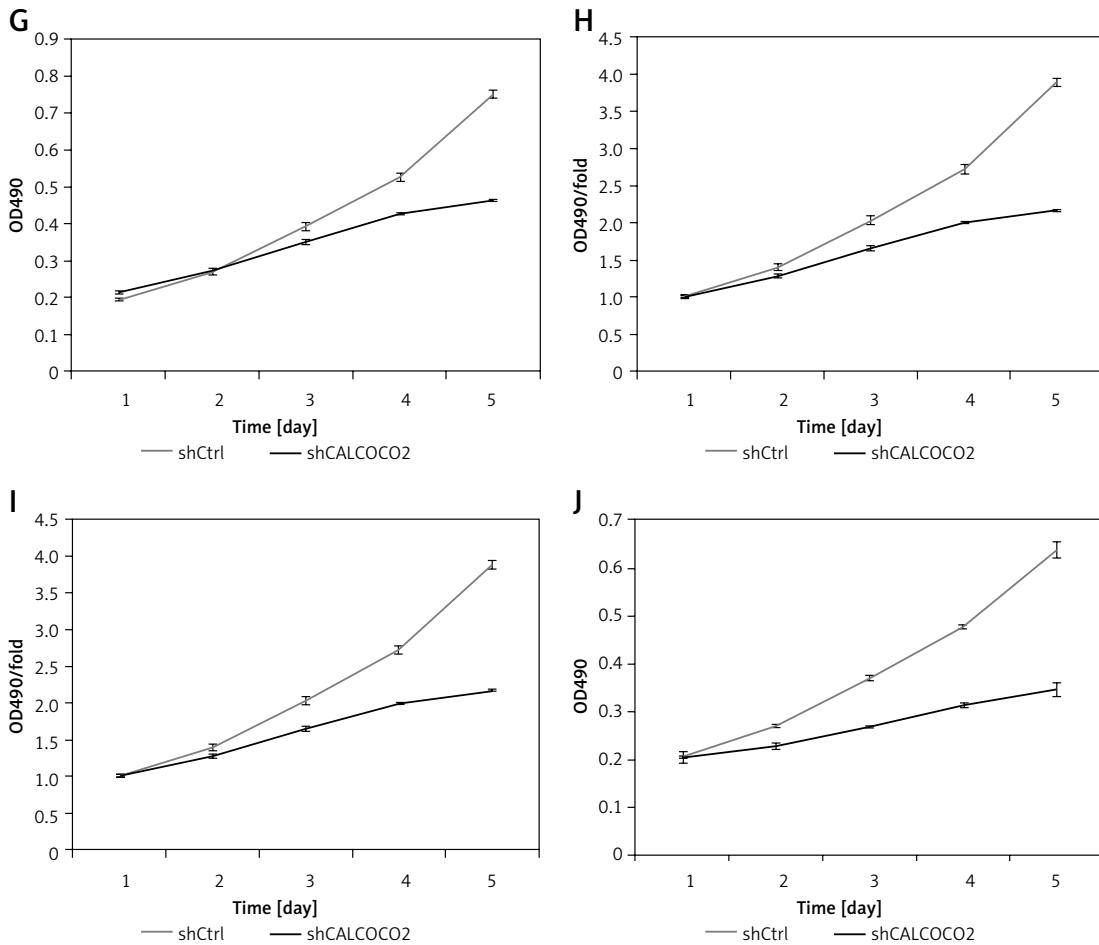 G
0.9
0.8
0.7
0.6
0.5
0.4
0.3
0.2
0.1
0
OD490
1 2 3 4 5
Time [day]
shCtrl shCALCOCO2
H
4.5
4.0
3.5
3.0
2.5
2.0
1.5
1.0
0.5
0
OD490/fold
1 2 3 4 5
Time [day]
shCtrl shCALCOCO2
I
4.5
4.0
3.5
3.0
2.5
2.0
1.5
1.0
0.5
0
OD490/fold
1 2 3 4 5
Time [day]
shCtrl shCALCOCO2
J
0.7
0.6
0.5
0.4
0.3
0.2
0.1
0
OD490
1 2 3 4 5
Time [day]
shCtrl shCALCOCO2